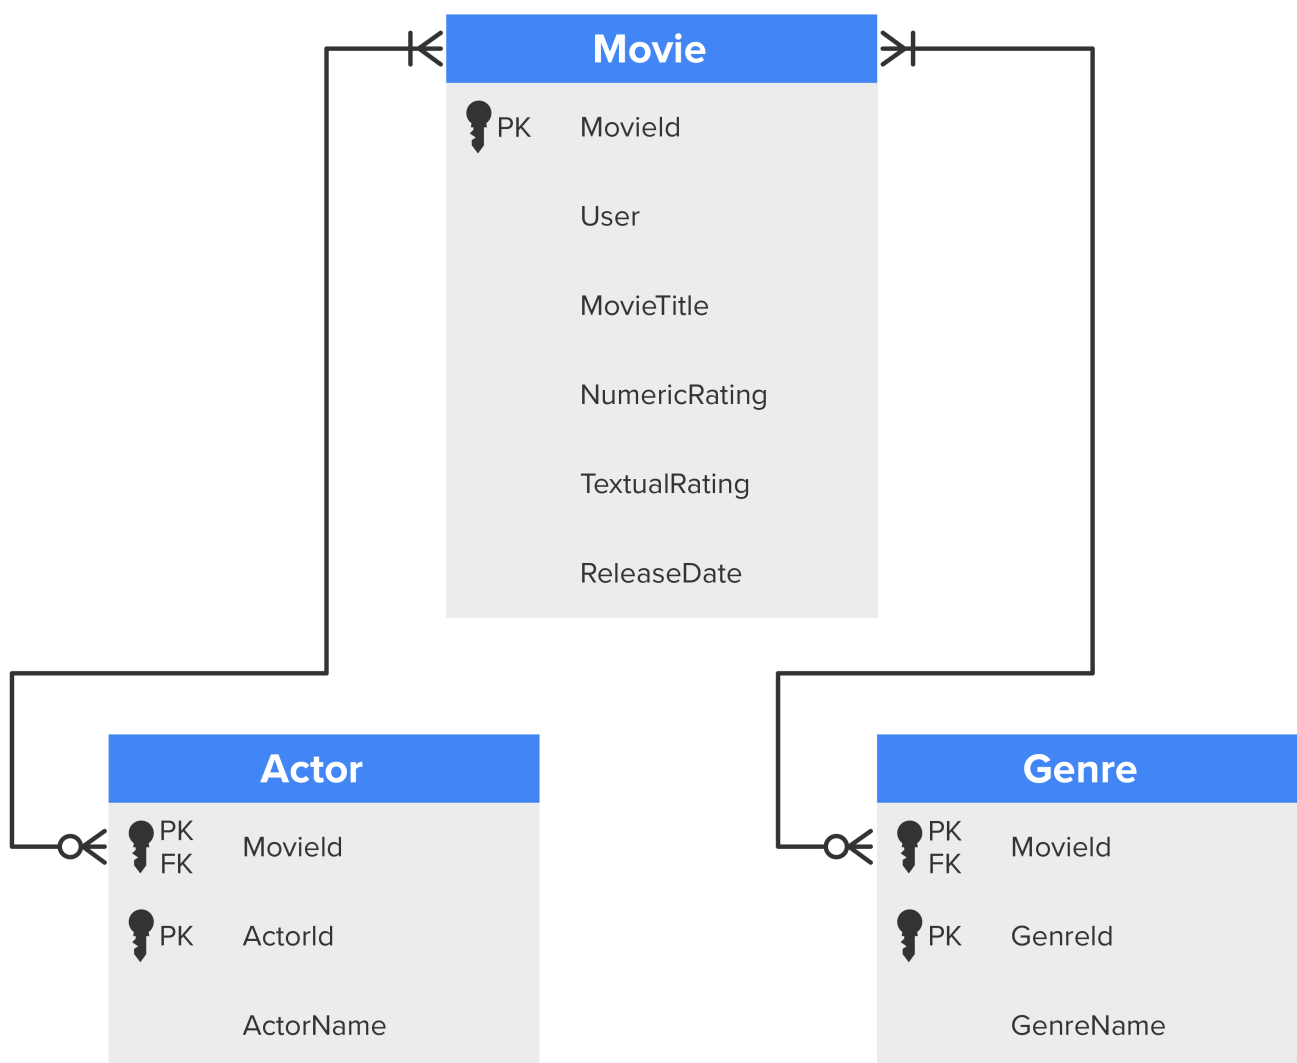 Movie
PK MovieId
User
MovieTitle
NumericRating
TextualRating
ReleaseDate
Actor
PK
FK
MovieId
PK ActorId
ActorName
Genre
PK
FK
MovieId
PK GenreId
GenreName